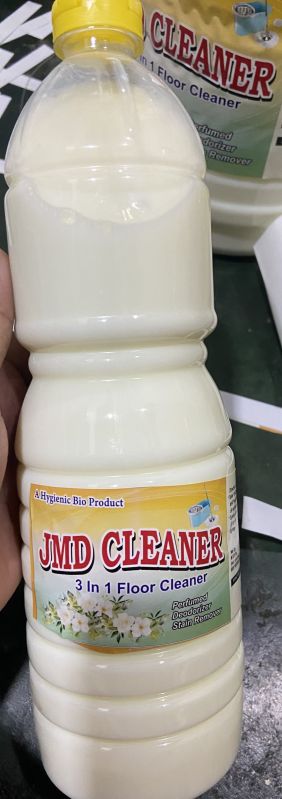 CLEANER
In 1 Floor Cleaner
Perfumed
Deodorizer
Stain Remover
A Hygienic Bio Product
JMD CLEANER
3 In 1 Floor Cleaner
Perfumed
Deodorizer
Stain Remover